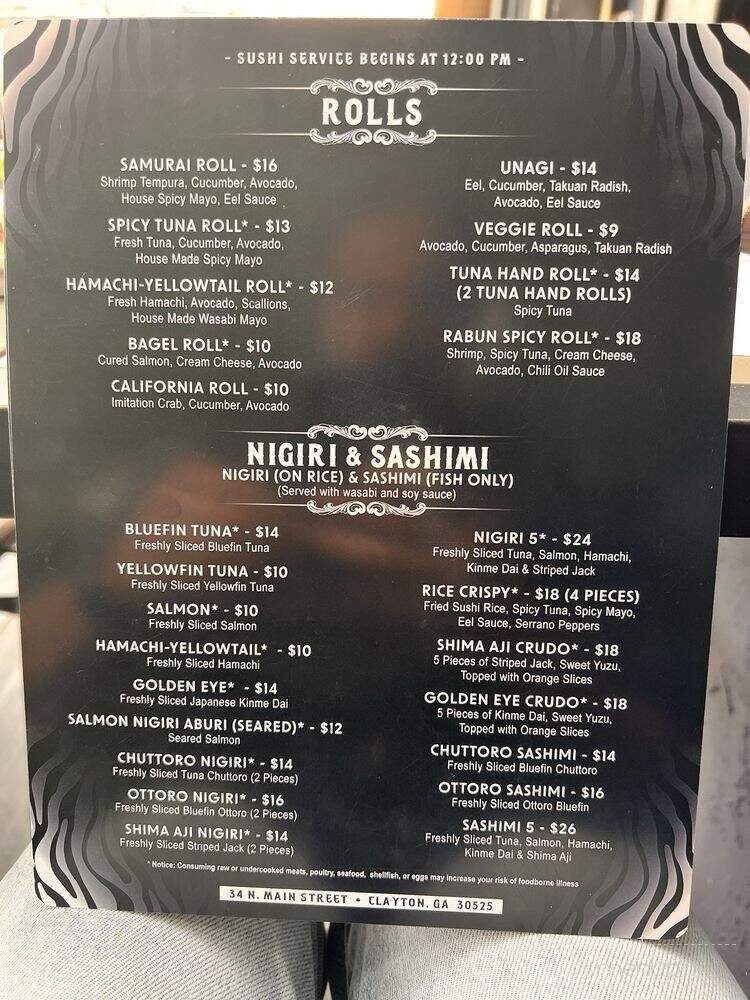 - SUSHI SERVICE BEGINS AT 12:00 PM -
ROLLS
SAMURAI ROLL - $16
Shrimp Tempura, Cucumber, Avocado,
House Spicy Mayo, Eel Sauce
SPICY TUNA ROLL* - $13
Fresh Tuna, Cucumber, Avocado,
House Made Spicy Mayo
HAMACHI-YELLOWTAIL ROLL* - $12
Fresh Hamachi, Avocado, Scallions,
House Made Wasabi Mayo
BAGEL ROLL* - $10
Cured Salmon, Cream Cheese, Avocado
CALIFORNIA ROLL - $10
Imitation Crab, Cucumber, Avocado
UNAGI - $14
Eel, Cucumber, Takuan Radish,
Avocado, Eel Sauce
VEGGIE ROLL - $9
Avocado, Cucumber, Asparagus, Takuan Radish
TUNA HAND ROLL* - $14
(2 TUNA HAND ROLLS)
Spicy Tuna
RABUN SPICY ROLL* - $18
Shrimp, Spicy Tuna, Cream Cheese,
Avocado, Chili Oil Sauce
NIGIRI & SASHIMI
NIGIRI (ON RICE) & SASHIMI (FISH ONLY)
(Served with wasabi and soy sauce)
BLUEFIN TUNA* - $14
Freshly Sliced Bluefin Tuna
YELLOWFIN TUNA - $10
Freshly Sliced Yellowfin Tuna
SALMON* - $10
Freshly Sliced Salmon
HAMACHI-YELLOWTAIL* - $10
Freshly Sliced Hamachi
GOLDEN EYE* - $14
Freshly Sliced Japanese Kinme Dai
SALMON NIGIRI ABURI (SEARED)* - $12
Seared Salmon
CHUTTORO NIGIRI* - $14
Freshly Sliced Tuna Chuttoro (2 Pieces)
OTTORO NIGIRI* - $16
Freshly Sliced Bluefin Ottoro (2 Pieces)
SHIMA AJI NIGIRI* - $14
Freshly Sliced Striped Jack (2 Pieces)
NIGIRI 5* - $24
Freshly Sliced Tuna, Salmon, Hamachi,
Kinme Dai & Striped Jack
RICE CRISPY* - $18 (4 PIECES)
Fried Sushi Rice, Spicy Tuna, Spicy Mayo,
Eel Sauce, Serrano Peppers
SHIMA AJI CRUDO* - $18
5 Pieces of Striped Jack, Sweet Yuzu,
Topped with Orange Slices
GOLDEN EYE CRUDO* - $18
5 Pieces of Kinme Dai, Sweet Yuzu,
Topped with Orange Slices
CHUTTORO SASHIMI - $14
Freshly Sliced Bluefin Chuttoro
OTTORO SASHIMI - $16
Freshly Sliced Ottoro Bluefin
SASHIMI 5 - $26
Freshly Sliced Tuna, Salmon, Hamachi,
Kinme Dai & Shima Aji
* Notice: Consuming raw or undercooked meats, poultry, seafood, shellfish, or eggs may increase your risk of foodborne illness
34 N. MAIN STREET • CLAYTON, GA 30525